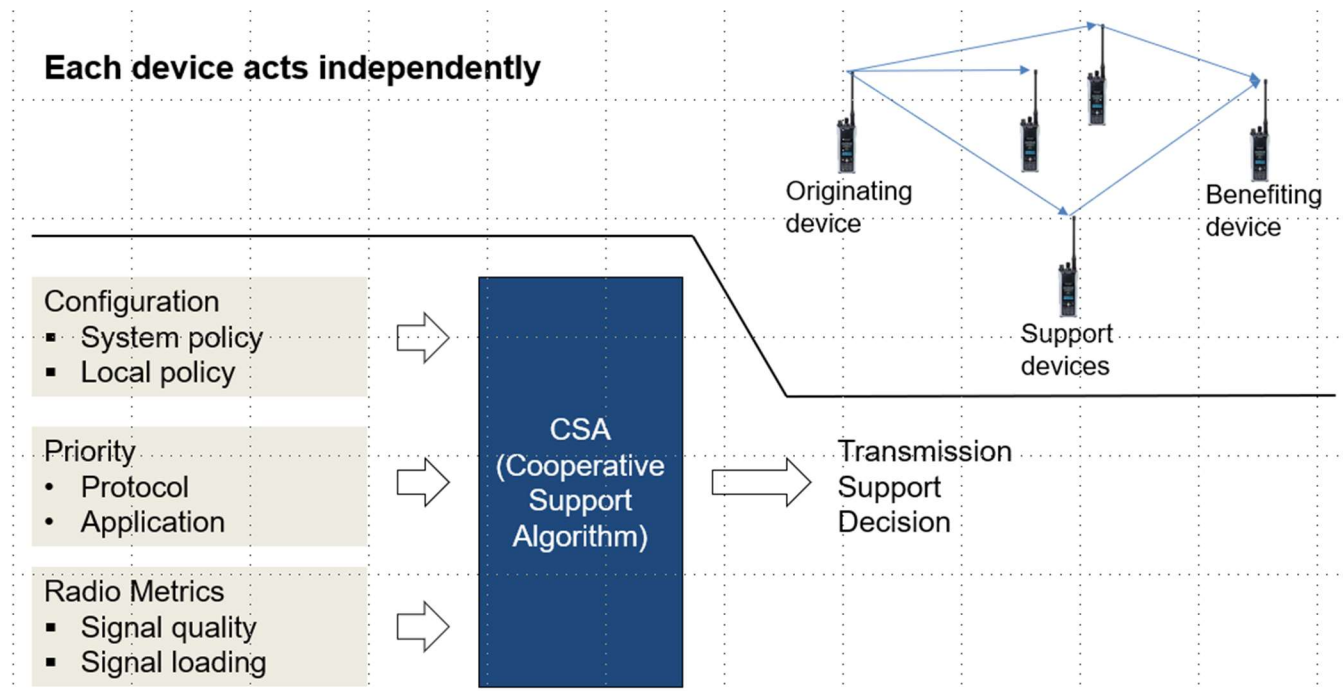 Each device acts independently
Originating
device
Benefiting
device
Support
devices
Configuration
▪ System policy
▪ Local policy
Priority
• Protocol
• Application
Radio Metrics
▪ Signal quality
▪ Signal loading
CSA
(Cooperative
Support
Algorithm)
Transmission
Support
Decision